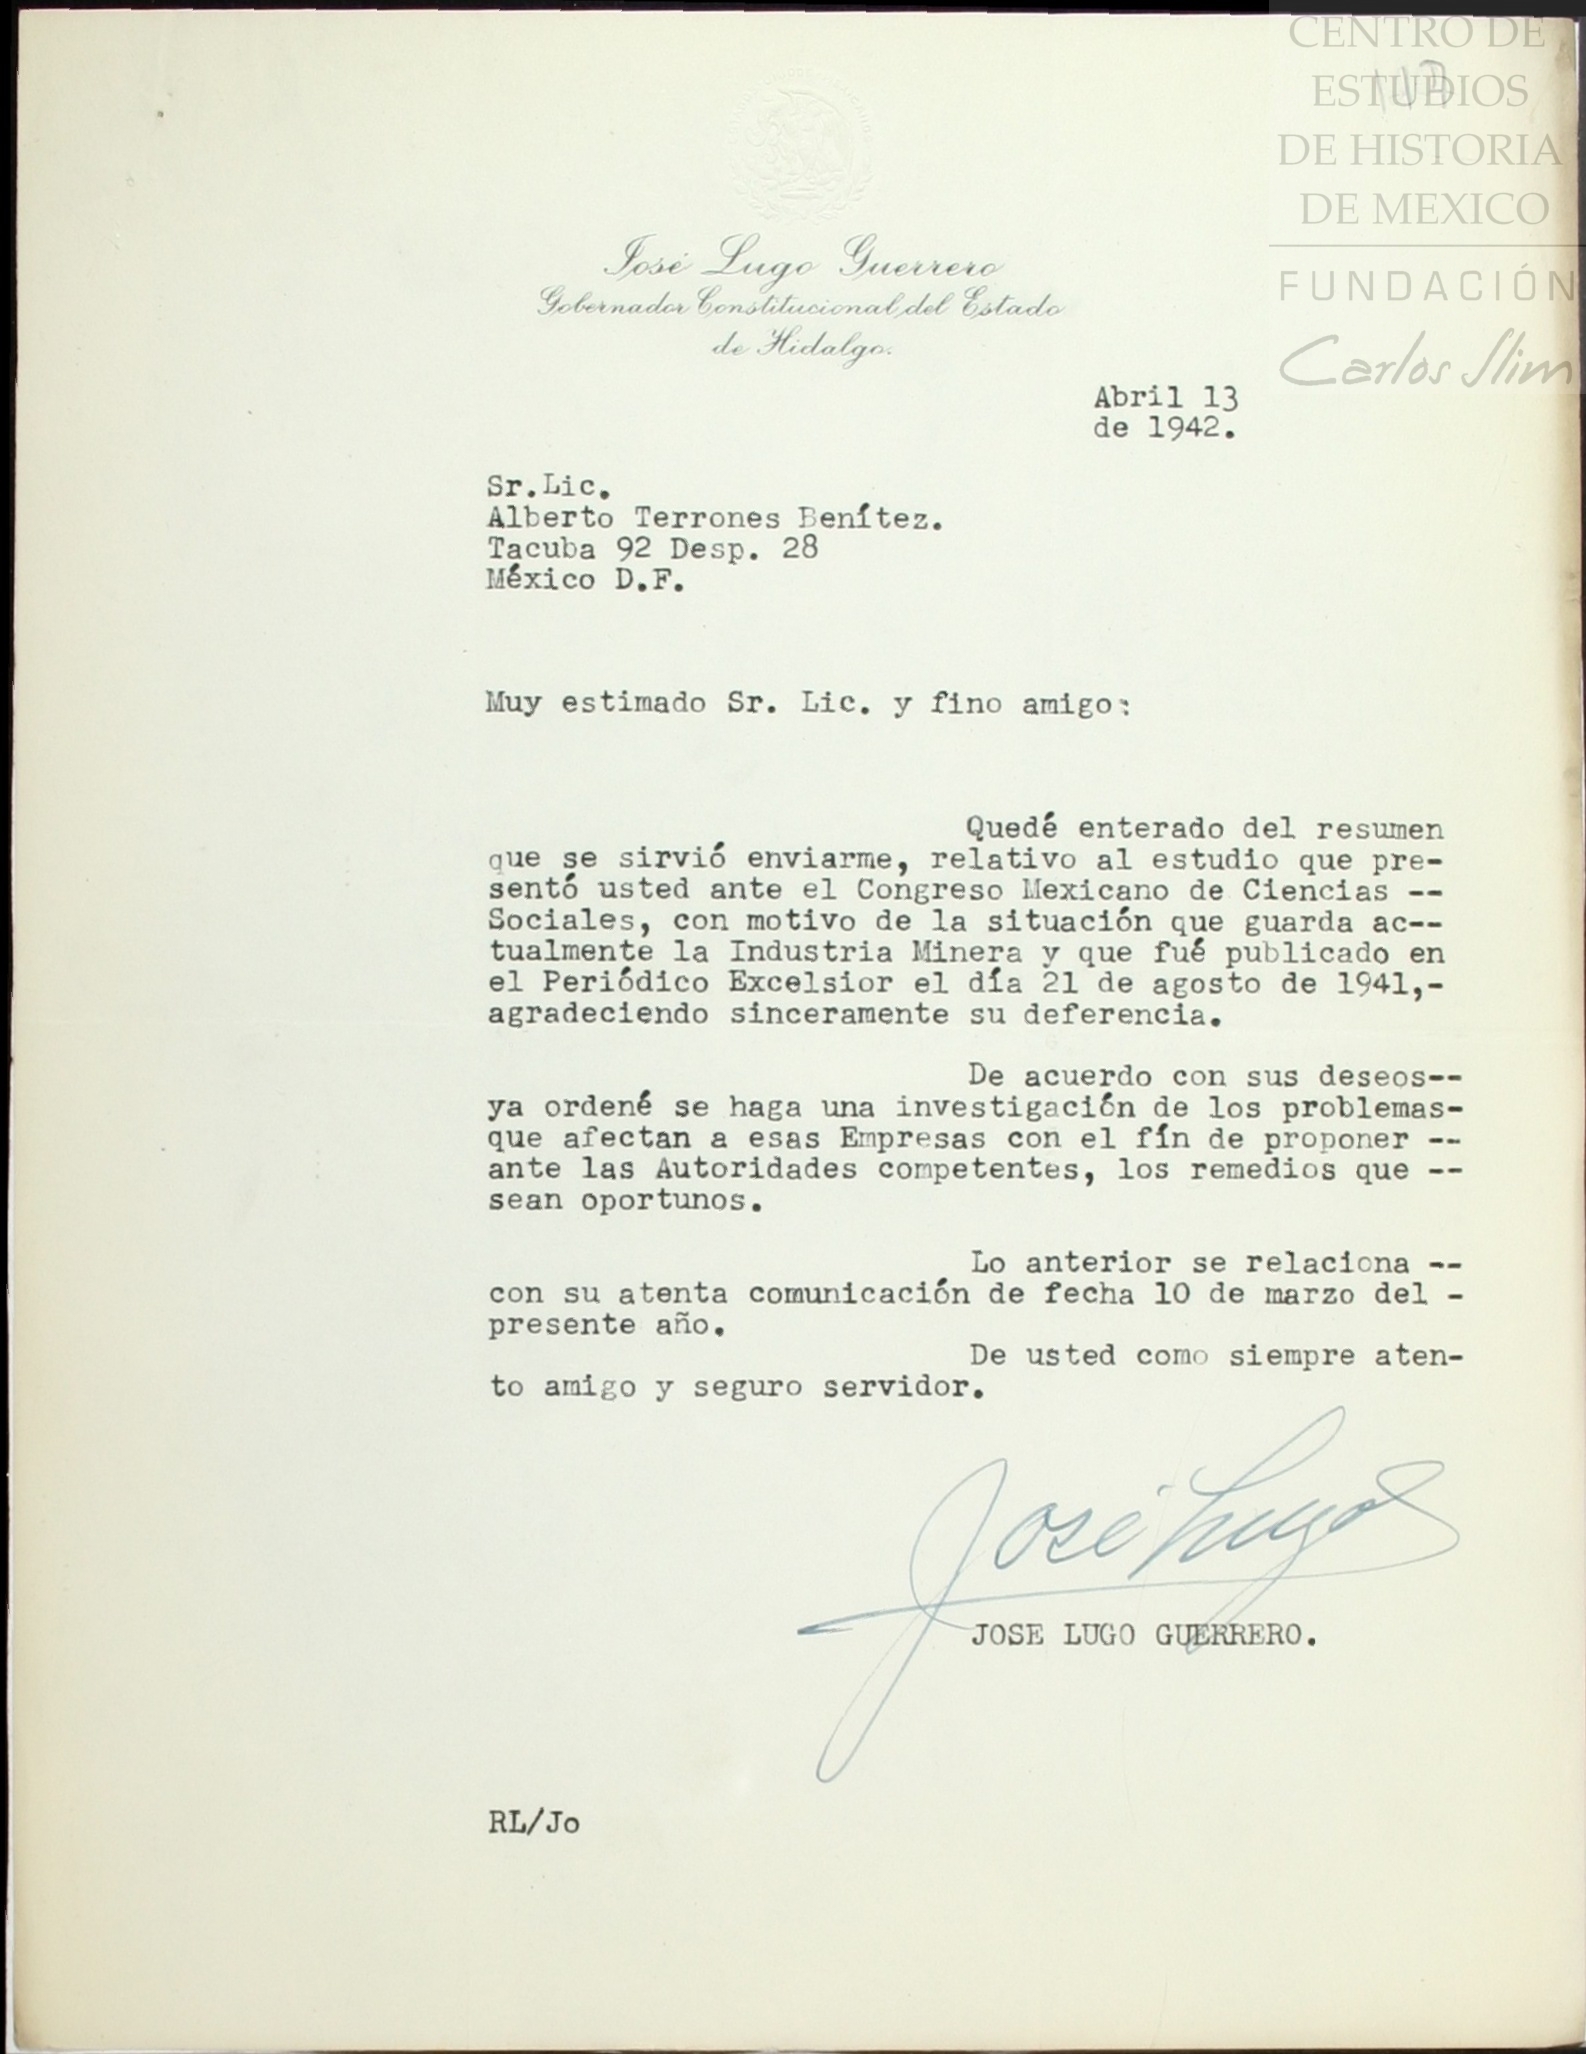 CENTRO DE
ESTUDIOS
DE HISTORIA
DE MEXICO
FUNDACIÓN
Carlos Slim
José Lugo Guerrero
Gobernador Constitucional del Estado
de Hidalgo.
Abril 13
de 1942.
Sr.Lic.
Alberto Terrones Benítez.
Tacuba 92 Desp. 28
México D.F.
Muy estimado Sr. Lic. y fino amigo:
Quedé enterado del resumen
que se sirvió enviarme, relativo al estudio que pre-
sentó usted ante el Congreso Mexicano de Ciencias --
Sociales, con motivo de la situación que guarda ac--
tualmente la Industria Minera y que fué publicado en
el Periódico Excelsior el día 21 de agosto de 1941,-
agradeciendo sinceramente su deferencia.
De acuerdo con sus deseos--
ya ordené se haga una investigación de los problemas-
que afectan a esas Empresas con el fín de proponer --
ante las Autoridades competentes, los remedios que --
sean oportunos.
Lo anterior se relaciona --
con su atenta comunicación de fecha 10 de marzo del -
presente año.
De usted como siempre aten-
to amigo y seguro servidor.
José Lugo
JOSE LUGO GUERRERO.
RL/Jo